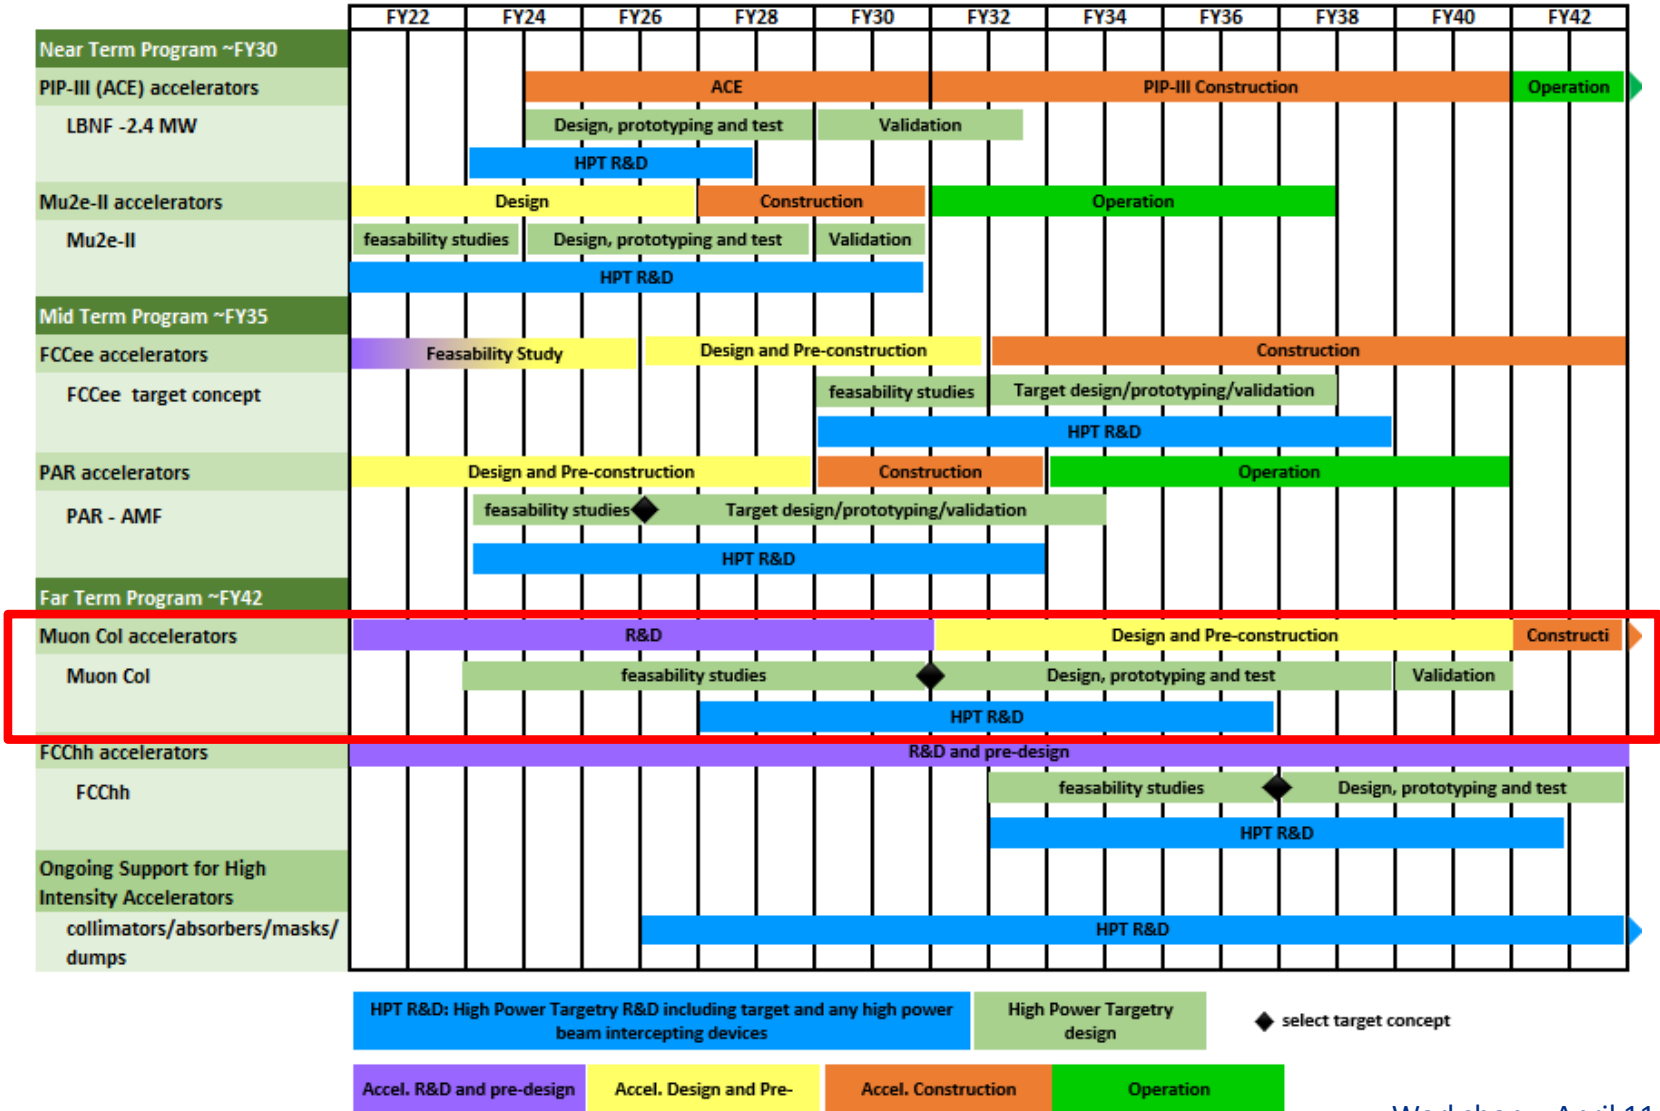 FY22 FY24 FY26 FY28 FY30 FY32 FY34 FY36 FY38 FY40 FY42
Near Term Program ~FY30
PIP-III (ACE) accelerators ACE PIP-III Construction Operation
LBNF -2.4 MW Design, prototyping and test Validation
HPT R&D
Mu2e-II accelerators Design Construction Operation
Mu2e-II feasability studies Design, prototyping and test Validation
HPT R&D
Mid Term Program ~FY35
FCCee accelerators Feasability Study Design and Pre-construction Construction
FCCee target concept feasability studies Target design/prototyping/validation
HPT R&D
PAR accelerators Design and Pre-construction Construction Operation
PAR - AMF feasability studies Target design/prototyping/validation
HPT R&D
Far Term Program ~FY42
Muon Col accelerators R&D Design and Pre-construction Constructi
Muon Col feasability studies Design, prototyping and test Validation
HPT R&D
FCChh accelerators R&D and pre-design
FCChh feasability studies Design, prototyping and test
HPT R&D
Ongoing Support for High
Intensity Accelerators
collimators/absorbers/masks/ HPT R&D
dumps
HPT R&D: High Power Targetry R&D including target and any high power
beam intercepting devices
High Power Targetry
design
select target concept
Accel. R&D and pre-design Accel. Design and Pre- Accel. Construction Operation